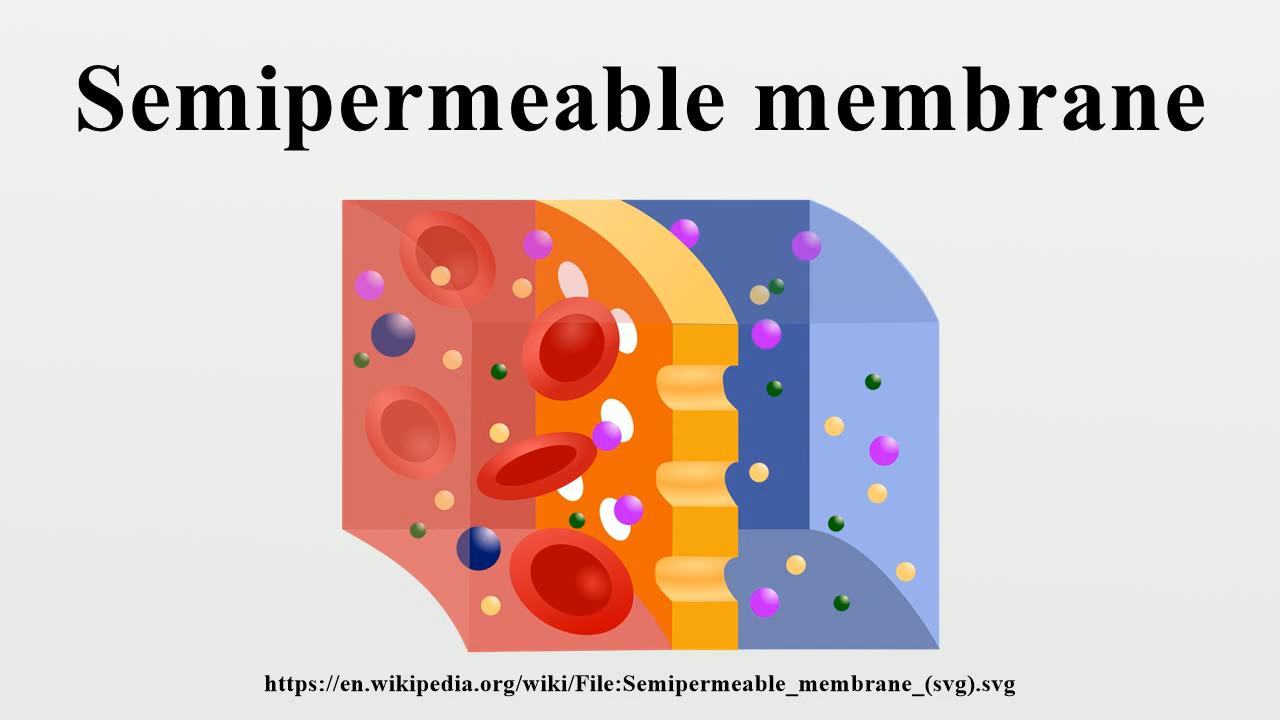 Semipermeable membrane
https://en.wikipedia.org/wiki/File:Semipermeable_membrane_(svg).svg